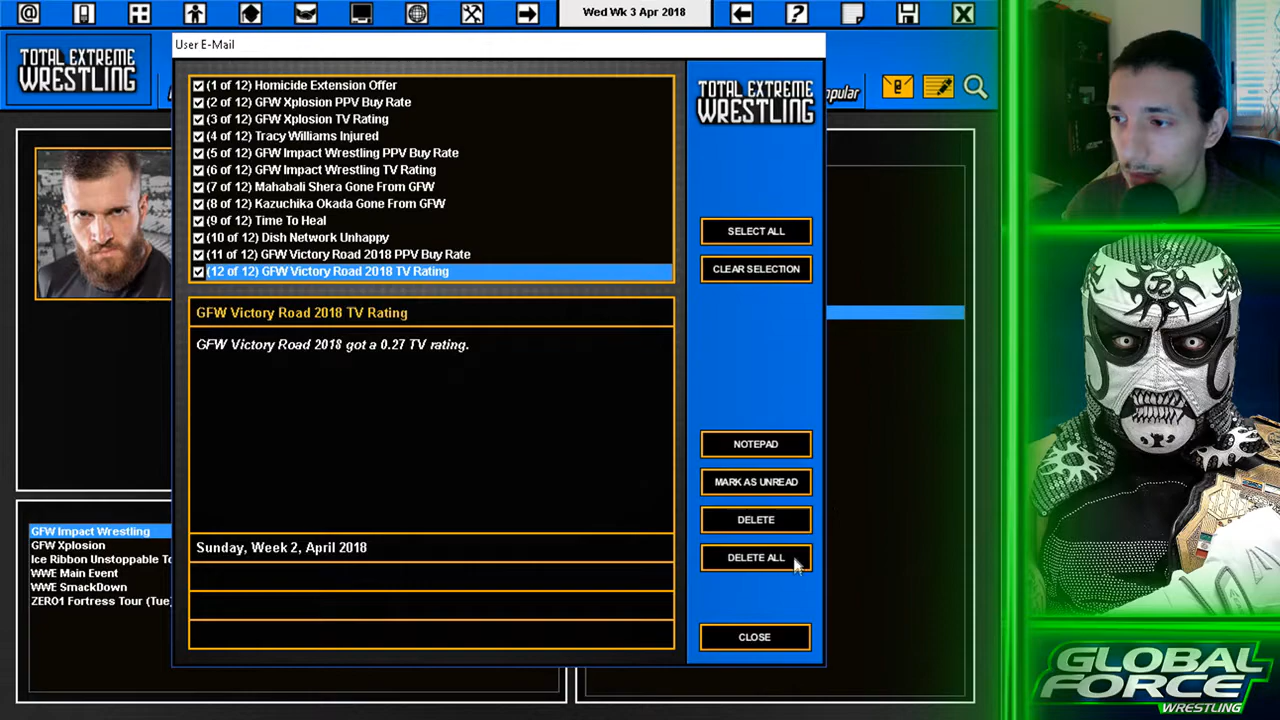 Wed Wk 3 Apr 2018
User E-Mail
TOTAL EXTREME
WRESTLING
(1 of 12) Homicide Extension Offer
(2 of 12) GFW Xplosion PPV Buy Rate
(3 of 12) GFW Xplosion TV Rating
(4 of 12) Tracy Williams Injured
(5 of 12) GFW Impact Wrestling PPV Buy Rate
(6 of 12) GFW Impact Wrestling TV Rating
(7 of 12) Mahabali Shera Gone From GFW
(8 of 12) Kazuchika Okada Gone From GFW
(9 of 12) Time To Heal
(10 of 12) Dish Network Unhappy
(11 of 12) GFW Victory Road 2018 PPV Buy Rate
(12 of 12) GFW Victory Road 2018 TV Rating
TOTAL EXTREME
WRESTLING
SELECT ALL
CLEAR SELECTION
GFW Victory Road 2018 TV Rating
GFW Victory Road 2018 got a 0.27 TV rating.
NOTEPAD
MARK AS UNREAD
DELETE
DELETE ALL
Sunday, Week 2, April 2018
CLOSE
GFW Impact Wrestling
GFW Xplosion
Ice Ribbon Unstoppable
WWE Main Event
WWE SmackDown
ZERO1 Fortress Tour (Tue)
GLOBAL
FORCE
WRESTLING